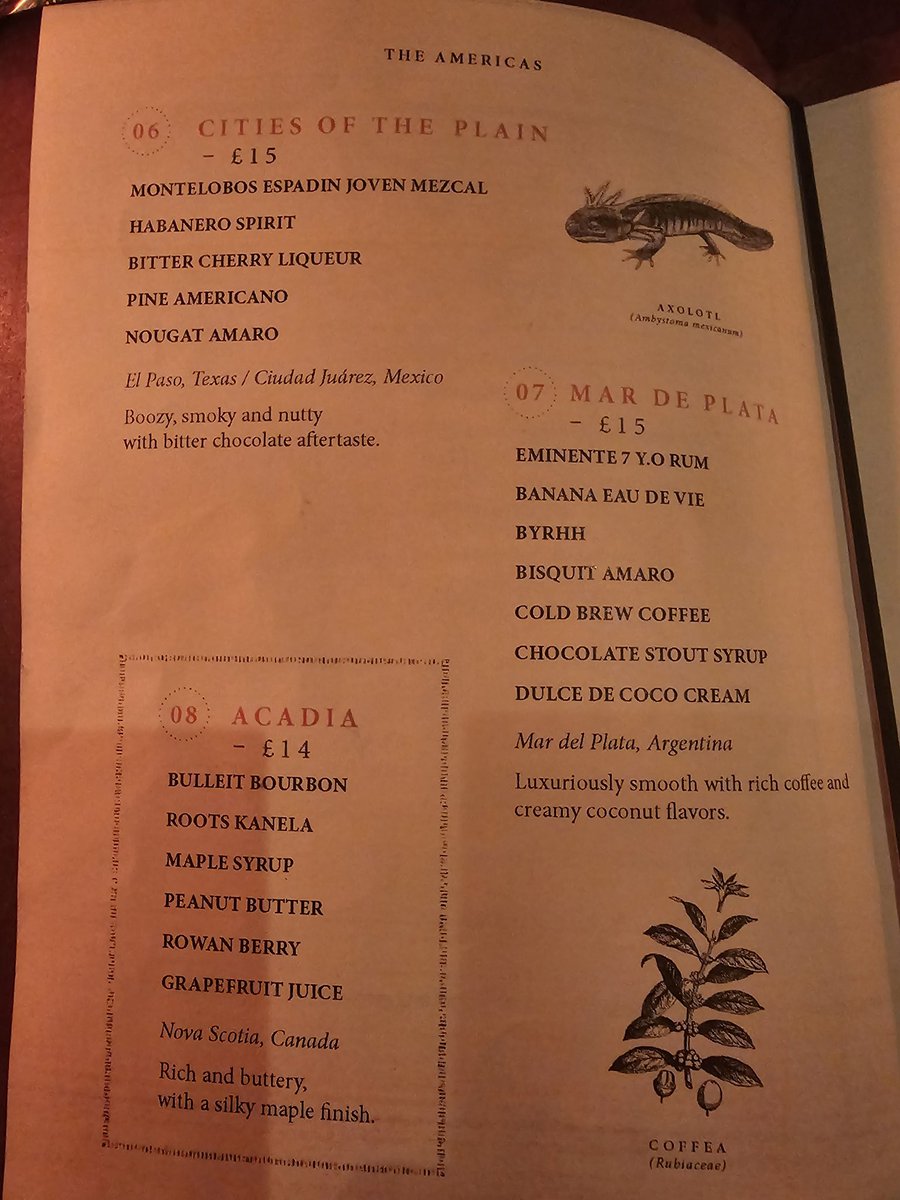 THE AMERICAS
06 CITIES OF THE PLAIN
– £15
MONTELOBOS ESPADIN JOVEN MEZCAL
HABANERO SPIRIT
BITTER CHERRY LIQUEUR
PINE AMERICANO
NOUGAT AMARO
El Paso, Texas / Ciudad Juárez, Mexico
Boozy, smoky and nutty
with bitter chocolate aftertaste.
AXOLOTL
(Ambystoma mexicanum)
07 MAR DE PLATA
– £15
EMINENTE 7 Y.O RUM
BANANA EAU DE VIE
BYRHH
BISQUIT AMARO
COLD BREW COFFEE
CHOCOLATE STOUT SYRUP
DULCE DE COCO CREAM
Mar del Plata, Argentina
Luxuriously smooth with rich coffee and
creamy coconut flavors.
08 ACADIA
– £14
BULLEIT BOURBON
ROOTS KANELA
MAPLE SYRUP
PEANUT BUTTER
ROWAN BERRY
GRAPEFRUIT JUICE
Nova Scotia, Canada
Rich and buttery,
with a silky maple finish.
COFFEA
(Rubiaceae)